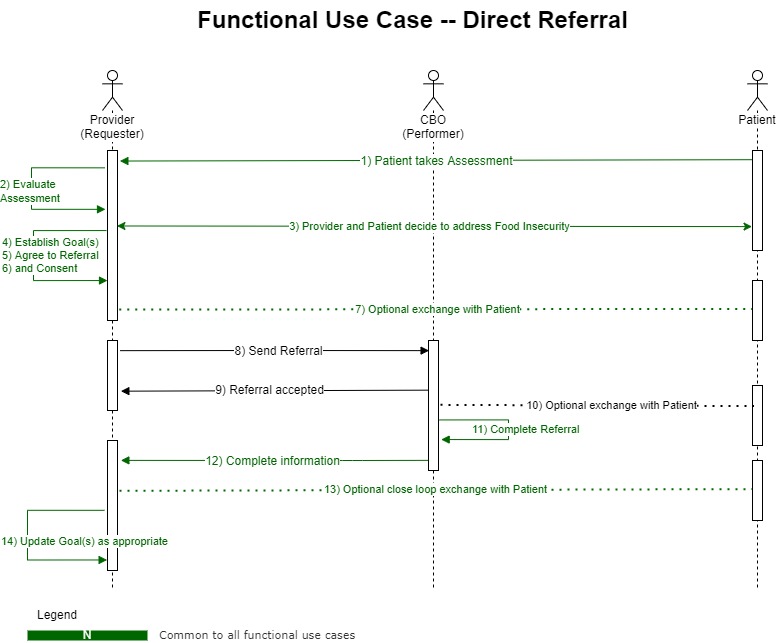 Functional Use Case -- Direct Referral
Provider
(Requester)
CBO
(Performer)
Patient
1) Patient takes Assessment
2) Evaluate
Assessment
3) Provider and Patient decide to address Food Insecurity
4) Establish Goal(s)
5) Agree to Referral
6) and Consent
7) Optional exchange with Patient
8) Send Referral
9) Referral accepted
10) Optional exchange with Patient
11) Complete Referral
12) Complete information
13) Optional close loop exchange with Patient
14) Update Goal(s) as appropriate
Legend
N
Common to all functional use cases